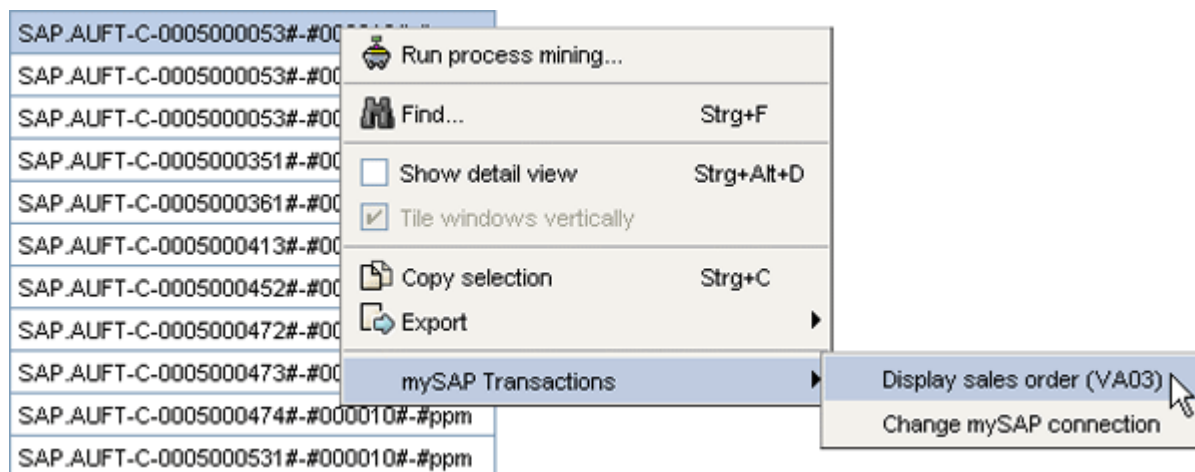 SAP.AUFT-C-0005000053#-#00
SAP.AUFT-C-0005000053#-#00
SAP.AUFT-C-0005000053#-#00
SAP.AUFT-C-0005000351#-#00
SAP.AUFT-C-0005000361#-#00
SAP.AUFT-C-0005000413#-#00
SAP.AUFT-C-0005000452#-#00
SAP.AUFT-C-0005000472#-#00
SAP.AUFT-C-0005000473#-#00
SAP.AUFT-C-0005000474#-#000010#-#ppm
SAP.AUFT-C-0005000531#-#000010#-#ppm
Run process mining...
Find... Strg+F
Show detail view Strg+Alt+D
Tile windows vertically
Copy selection Strg+C
Export
mySAP Transactions
Display sales order (VA03)
Change mySAP connection